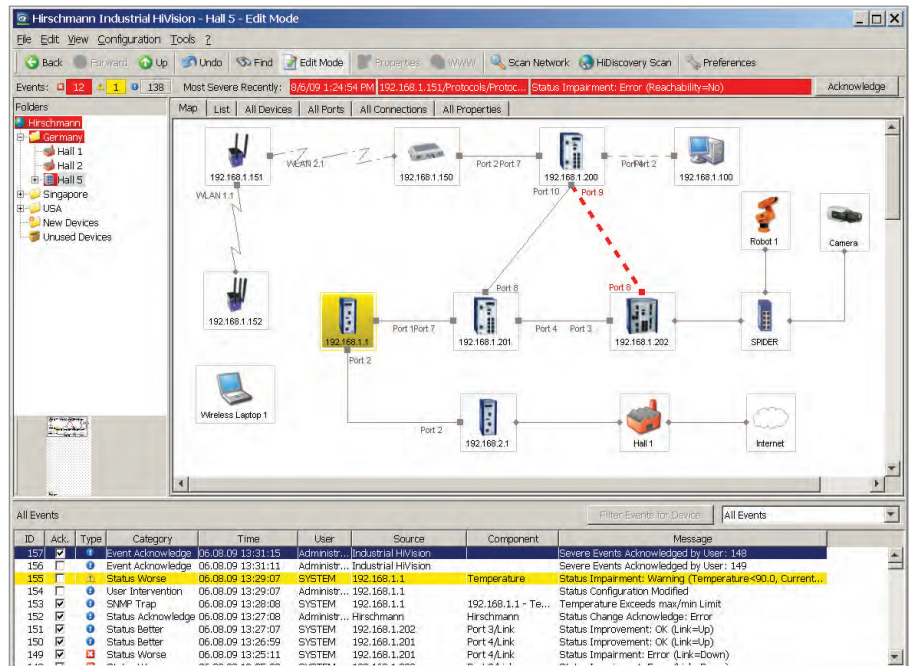 Hirschmann Industrial HiVision - Hall 5 - Edit Mode
File Edit View Configuration Tools ?
Back Forward Up Undo Find Edit Mode Properties WWW Scan Network HiDiscovery Scan Preferences
Events: 12 1 138 Most Severe Recently: 8/6/09 1:24:54 PM 192.168.1.151/Protocols/Protoc... Status Impairment: Error (Reachability=No) Acknowledge
Folders
Hirschmann
Germany
Hall 1
Hall 2
Hall 5
Singapore
USA
New Devices
Unused Devices
Map List All Devices All Ports All Connections All Properties
192.168.1.151
WLAN 2.1
192.168.1.150
Port 2 Port 7
192.168.1.200
Port 2
192.168.1.100
WLAN 1.1
Port 10 Port 9
Robot 1
Camera
192.168.1.152
Port 8
Port 8
192.168.1.1
Port 1 Port 7
192.168.1.201
Port 4 Port 3
192.168.1.202
SPIDER
Port 2
Wireless Laptop 1
Port 2
192.168.2.1
Hall 1
Internet
All Events Filter Events for Device All Events
ID Ack. Type Category Time User Source Component Message
157 Event Acknowledge 06.08.09 13:31:15 Administr... Industrial HiVision Severe Events Acknowledged by User: 148
156 Event Acknowledge 06.08.09 13:31:11 Administr... Industrial HiVision Severe Events Acknowledged by User: 149
155 Status Worse 06.08.09 13:29:07 SYSTEM 192.168.1.1 Temperature Status Impairment: Warning (Temperature<90.0, Current...
154 User Intervention 06.08.09 13:29:07 Administr... 192.168.1.1 Status Configuration Modified
153 SNMP Trap 06.08.09 13:28:08 SYSTEM 192.168.1.1 192.168.1.1 - Te... Temperature Exceeds max/min Limit
152 Status Acknowledge 06.08.09 13:27:08 Administr... Hirschmann Hirschmann Status Change Acknowledge: Error
151 Status Better 06.08.09 13:27:07 SYSTEM 192.168.1.202 Port 3/Link Status Improvement: OK (Link=Up)
150 Status Better 06.08.09 13:26:59 SYSTEM 192.168.1.201 Port 4/Link Status Improvement: OK (Link=Up)
149 Status Worse 06.08.09 13:25:11 SYSTEM 192.168.1.201 Port 4/Link Status Impairment: Error (Link=Down)